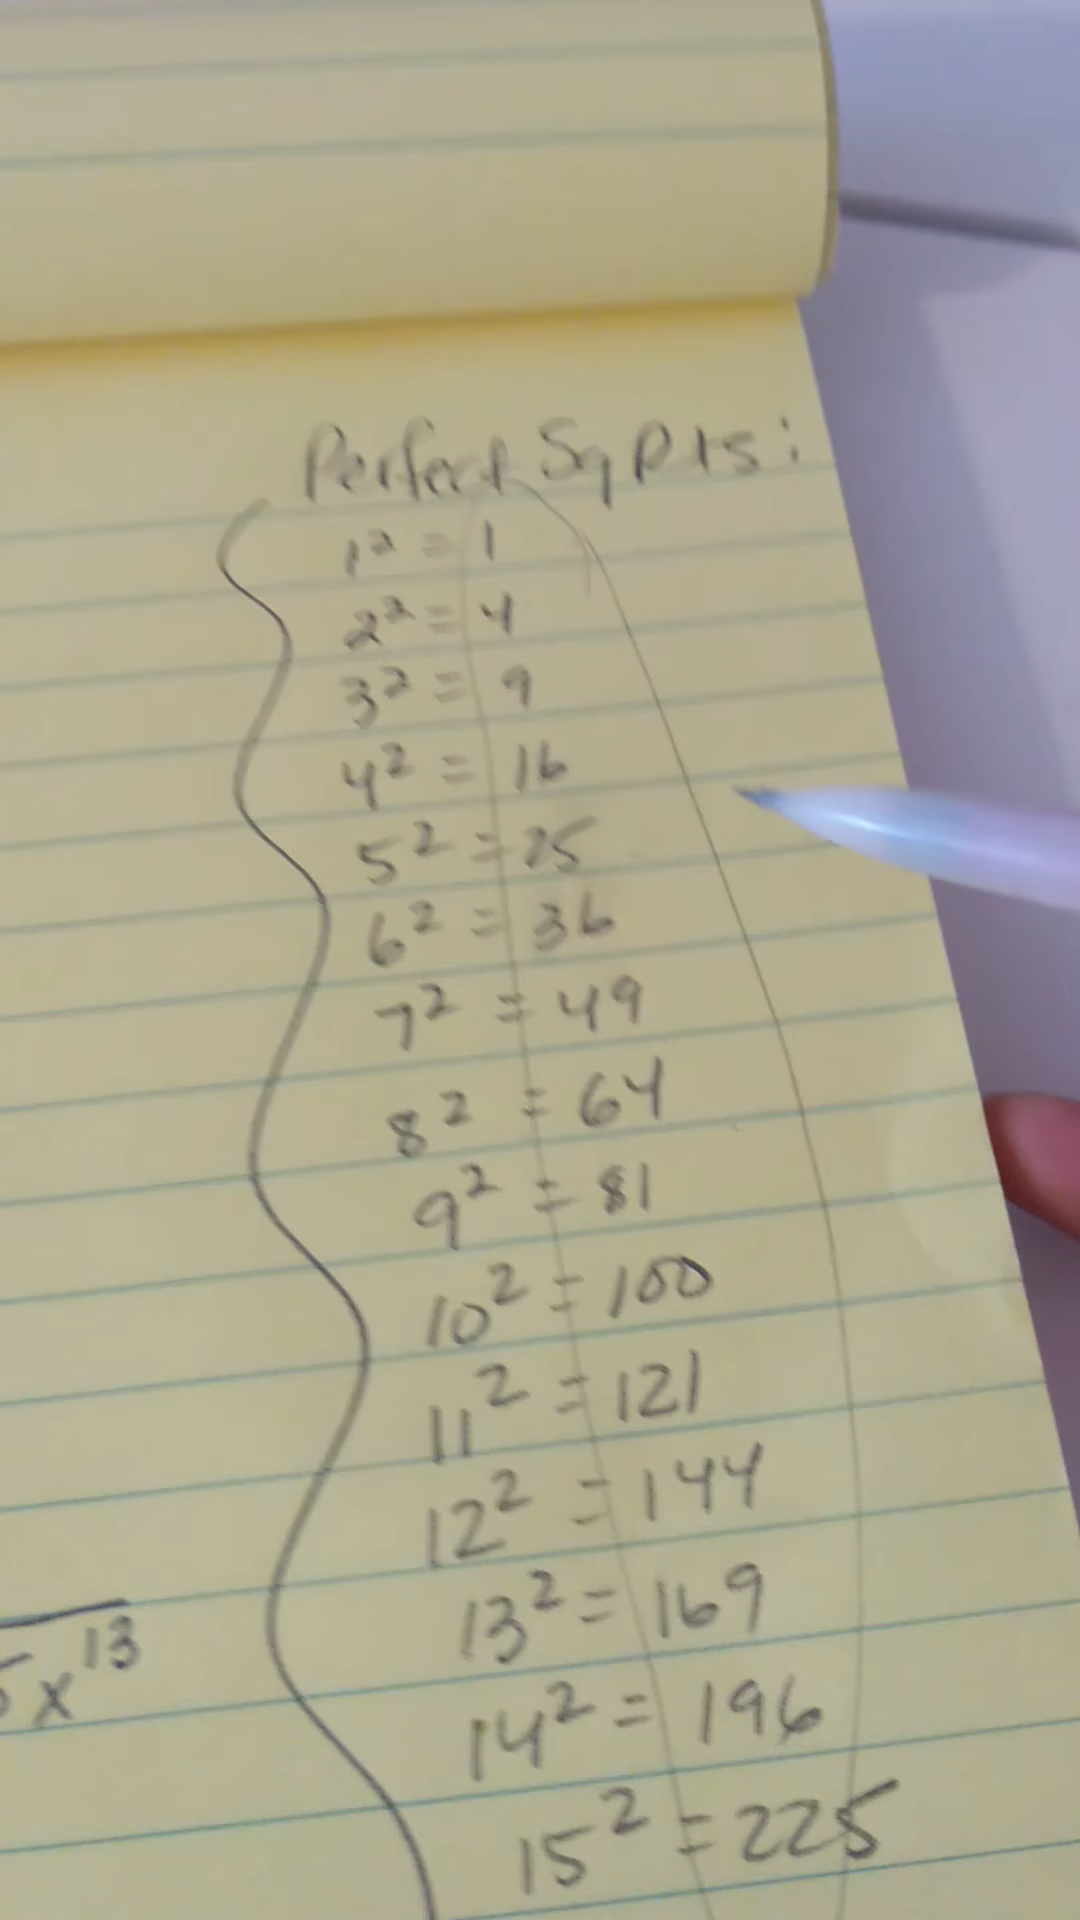 Perfect Sq Rts:
1² = 1
2² = 4
3² = 9
4² = 16
5² = 25
6² = 36
7² = 49
8² = 64
9² = 81
10² = 100
11² = 121
12² = 144
13² = 169
14² = 196
15² = 225
5x¹³